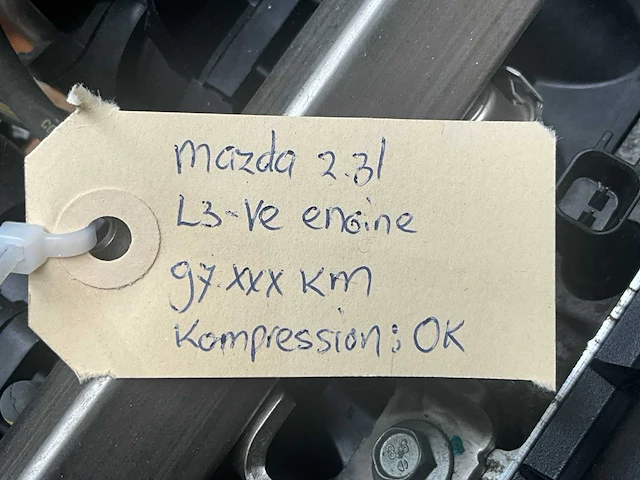 mazda 2.3l
L3-Ve engine
97.xxx km
Kompression: OK